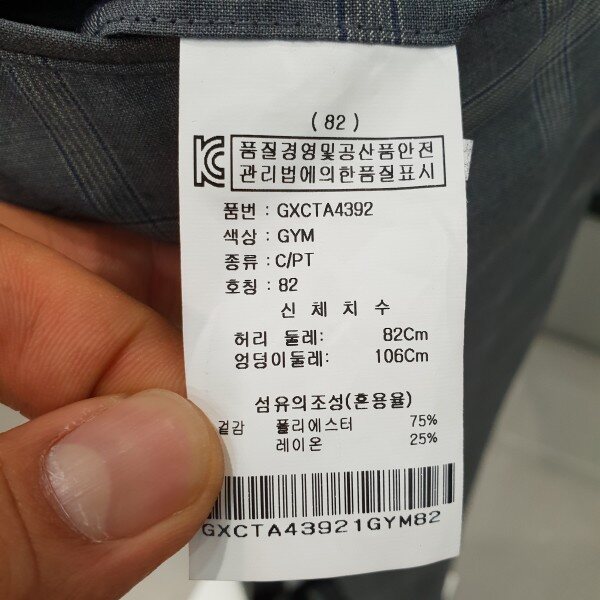 (82)
품질경영및공산품안전
관리법에의한품질표시
품번 : GXCTA4392
색상 : GYM
종류 : C/PT
호칭 : 82
신 체 치 수
허리 둘레: 82Cm
엉덩이둘레: 106Cm
섬유의조성(혼용율)
겉감 폴리에스터 75%
레이온 25%
GXCTA43921GYM82